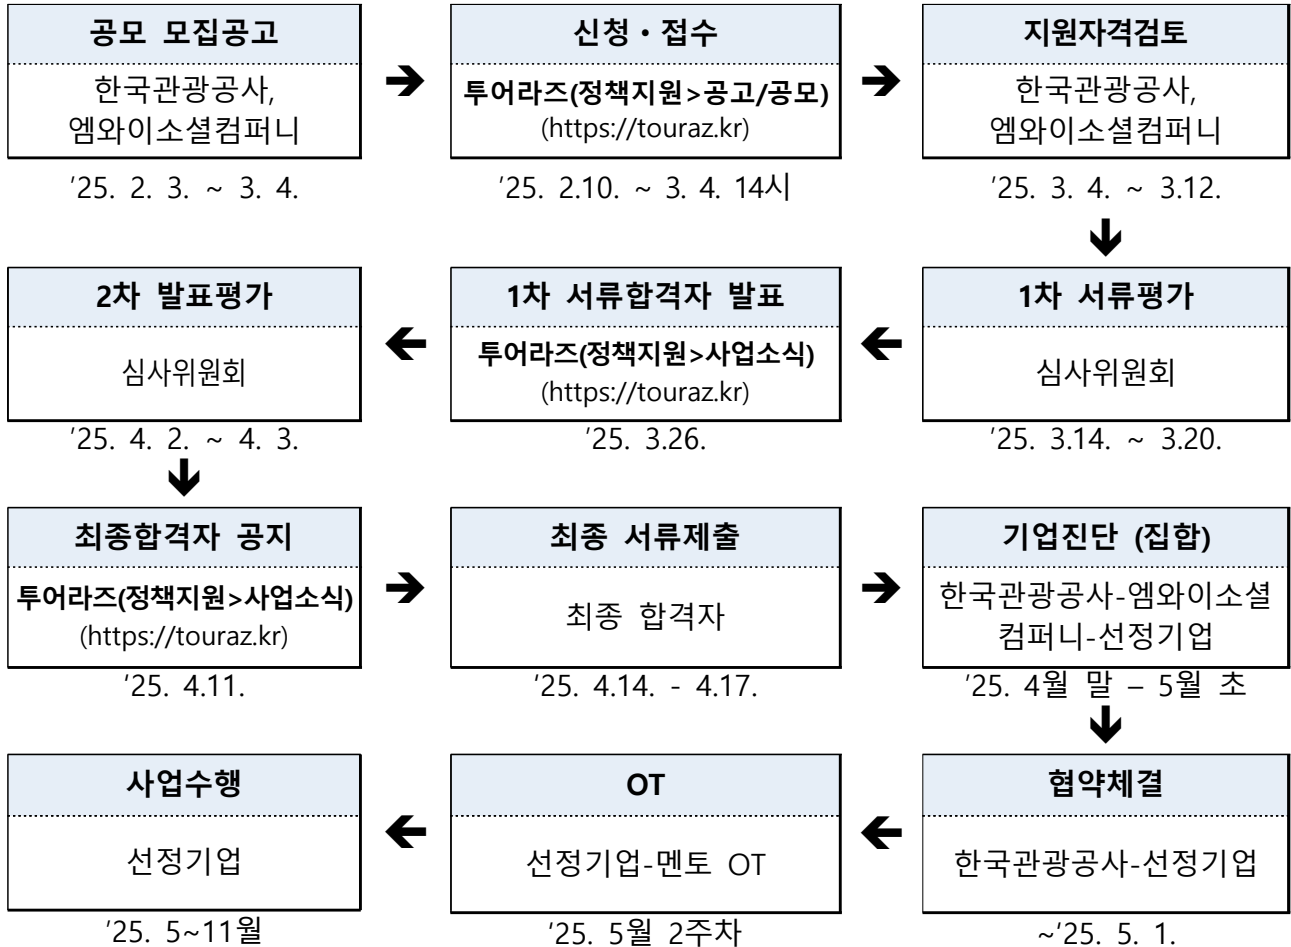 공모 모집공고
한국관광공사,
엠와이소셜컴퍼니
'25. 2. 3. ~ 3. 4.
신청・접수
투어라즈(정책지원>공고/공모)
(https://touraz.kr)
'25. 2.10. ~ 3. 4. 14시
지원자격검토
한국관광공사,
엠와이소셜컴퍼니
'25. 3. 4. ~ 3.12.
1차 서류평가
심사위원회
'25. 3.14. ~ 3.20.
1차 서류합격자 발표
투어라즈(정책지원>사업소식)
(https://touraz.kr)
'25. 3.26.
2차 발표평가
심사위원회
'25. 4. 2. ~ 4. 3.
최종합격자 공지
투어라즈(정책지원>사업소식)
(https://touraz.kr)
'25. 4.11.
최종 서류제출
최종 합격자
'25. 4.14. - 4.17.
기업진단 (집합)
한국관광공사-엠와이소셜
컴퍼니-선정기업
'25. 4월 말 – 5월 초
협약체결
한국관광공사-선정기업
~'25. 5. 1.
OT
선정기업-멘토 OT
'25. 5월 2주차
사업수행
선정기업
'25. 5~11월